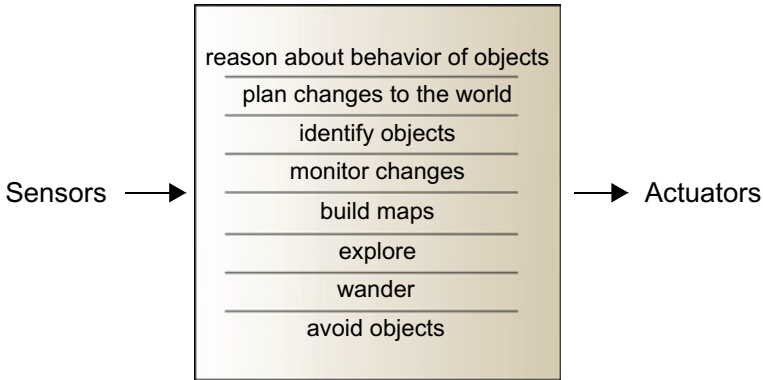 reason about behavior of objects
plan changes to the world
identify objects
monitor changes
Sensors
Actuators
build maps
explore
wander
avoid objects